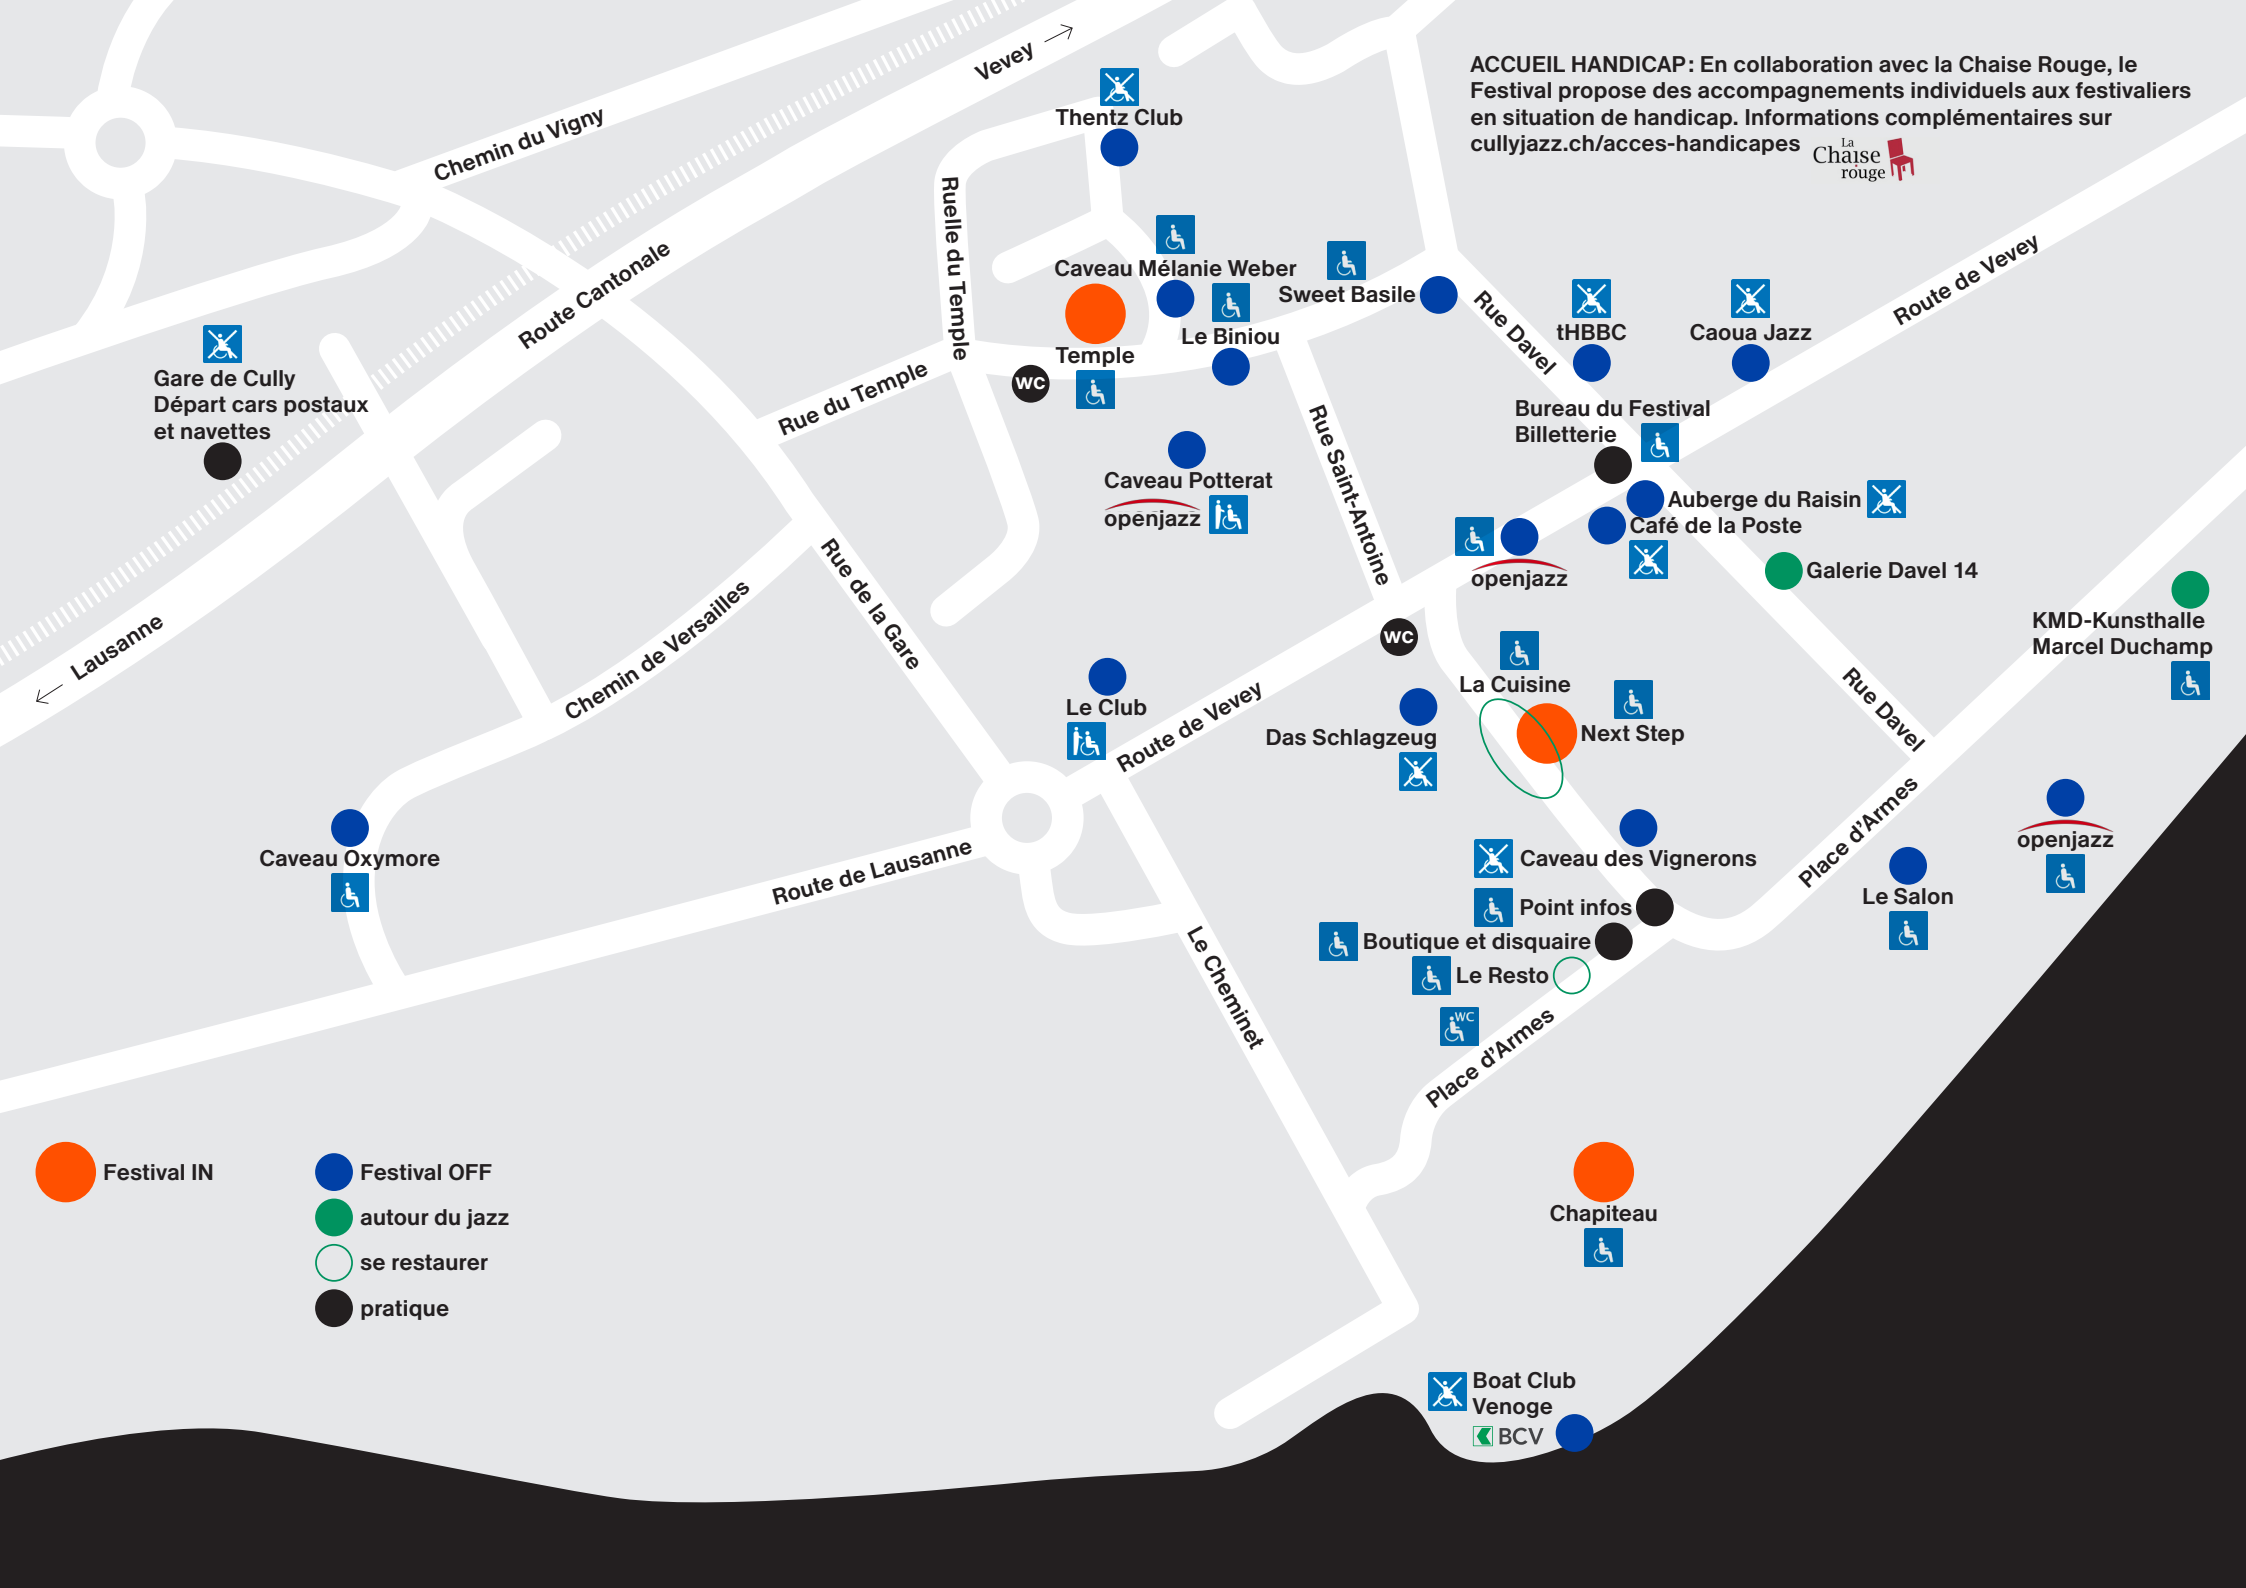 ACCUEIL HANDICAP: En collaboration avec la Chaise Rouge, le
Festival propose des accompagnements individuels aux festivaliers
en situation de handicap. Informations complémentaires sur
cullyjazz.ch/acces-handicapes
La
Chaise
rouge
Vevey
Chemin du Vigny
Thentz Club
Route Cantonale
Ruelle du Temple
Caveau Mélanie Weber
Sweet Basile
Le Biniou
Temple
WC
Rue du Temple
Rue Davel
tHBBC
Caoua Jazz
Route de Vevey
Gare de Cully
Départ cars postaux
et navettes
Bureau du Festival
Billetterie
Caveau Potterat
openjazz
Rue Saint-Antoine
Auberge du Raisin
Café de la Poste
openjazz
Galerie Davel 14
KMD-Kunsthalle
Marcel Duchamp
Lausanne
Chemin de Versailles
Rue de la Gare
WC
Le Club
Route de Vevey
La Cuisine
Das Schlagzeug
Next Step
Rue Davel
Place d'Armes
openjazz
Caveau Oxymore
Route de Lausanne
Caveau des Vignerons
Le Salon
Point infos
Boutique et disquaire
Le Resto
WC
Le Cheminet
Place d'Armes
Chapiteau
Festival IN
Festival OFF
autour du jazz
se restaurer
pratique
Boat Club
Venoge
BCV